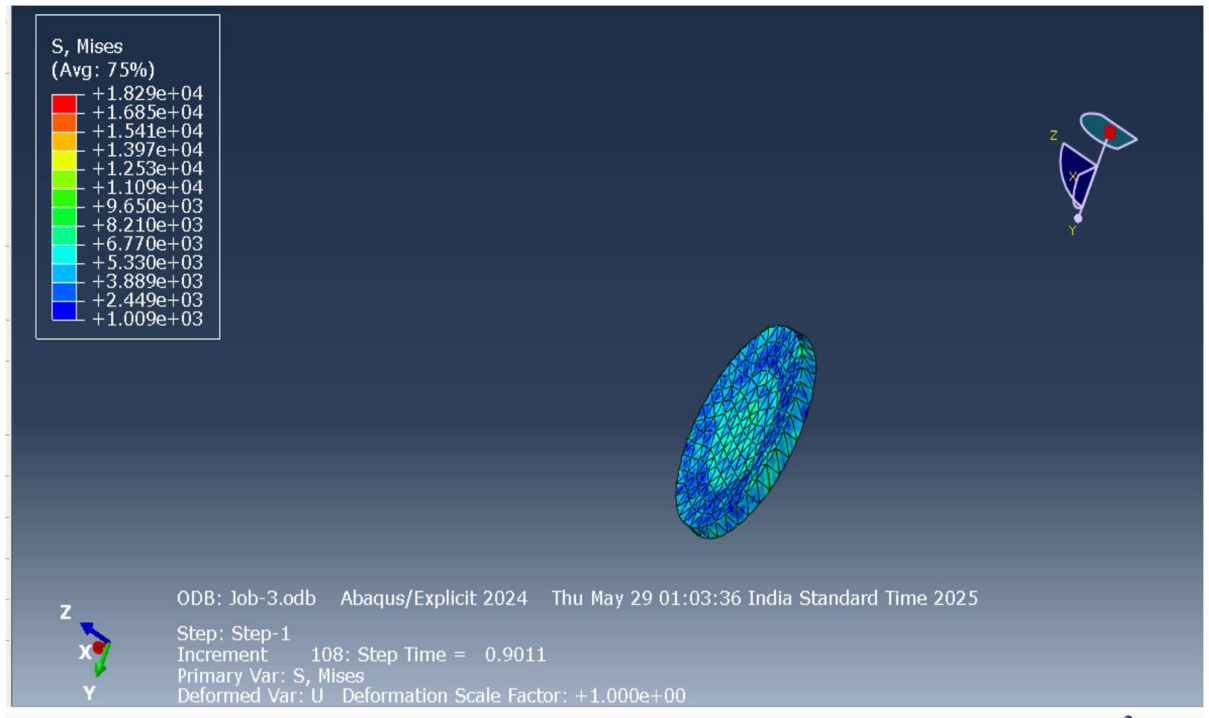 S, Mises
(Avg: 75%)
+1.829e+04
+1.685e+04
+1.541e+04
+1.397e+04
+1.253e+04
+1.109e+04
+9.650e+03
+8.210e+03
+6.770e+03
+5.330e+03
+3.889e+03
+2.449e+03
+1.009e+03
Z
X
Y
ODB: Job-3.odb Abaqus/Explicit 2024 Thu May 29 01:03:36 India Standard Time 2025
Step: Step-1
Increment 108: Step Time = 0.9011
Primary Var: S, Mises
Deformed Var: U Deformation Scale Factor: +1.000e+00
Z
X
Y